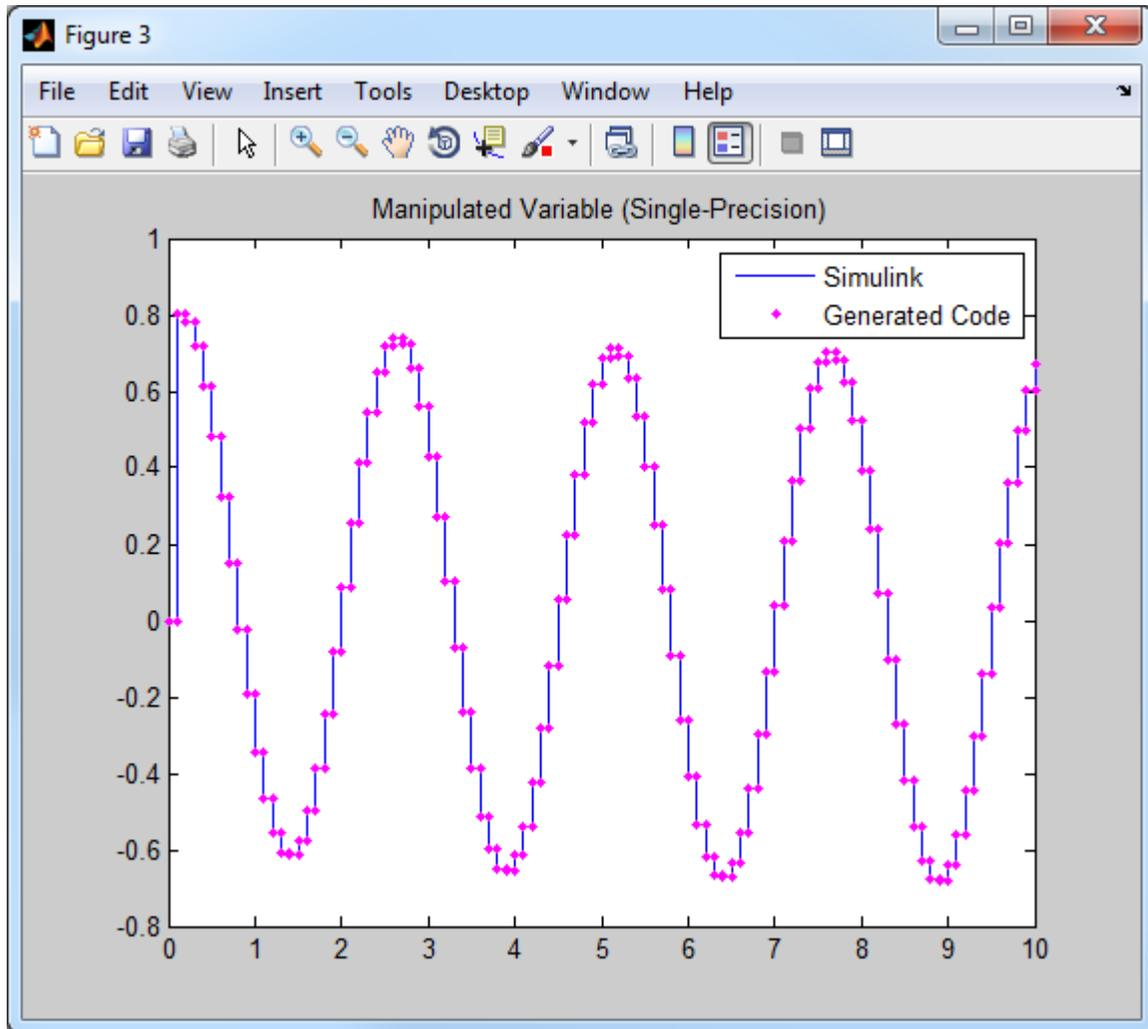 Figure 3
File Edit View Insert Tools Desktop Window Help
Manipulated Variable (Single-Precision)
Simulink
Generated Code
1
0.8
0.6
0.4
0.2
0
-0.2
-0.4
-0.6
-0.8
0 1 2 3 4 5 6 7 8 9 10